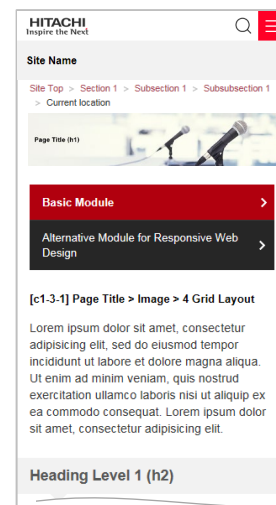 HITACHI
Inspire the Next
Site Name
Site Top > Section 1 > Subsection 1 > Subsubsection 1
> Current location
Page Title (h1)
Basic Module
Alternative Module for Responsive Web
Design
[c1-3-1] Page Title > Image > 4 Grid Layout
Lorem ipsum dolor sit amet, consectetur
adipisicing elit, sed do eiusmod tempor
incididunt ut labore et dolore magna aliqua.
Ut enim ad minim veniam, quis nostrud
exercitation ullamco laboris nisi ut aliquip ex
ea commodo consequat. Lorem ipsum dolor
sit amet, consectetur adipisicing elit.
Heading Level 1 (h2)